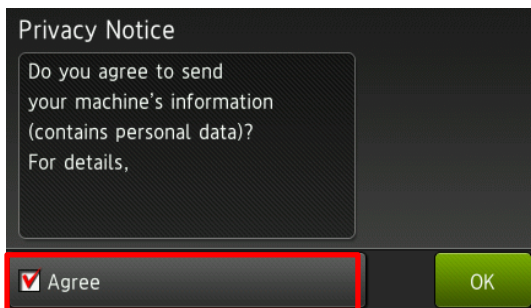 Privacy Notice
Do you agree to send
your machine's information
(contains personal data)?
For details,
Agree
OK